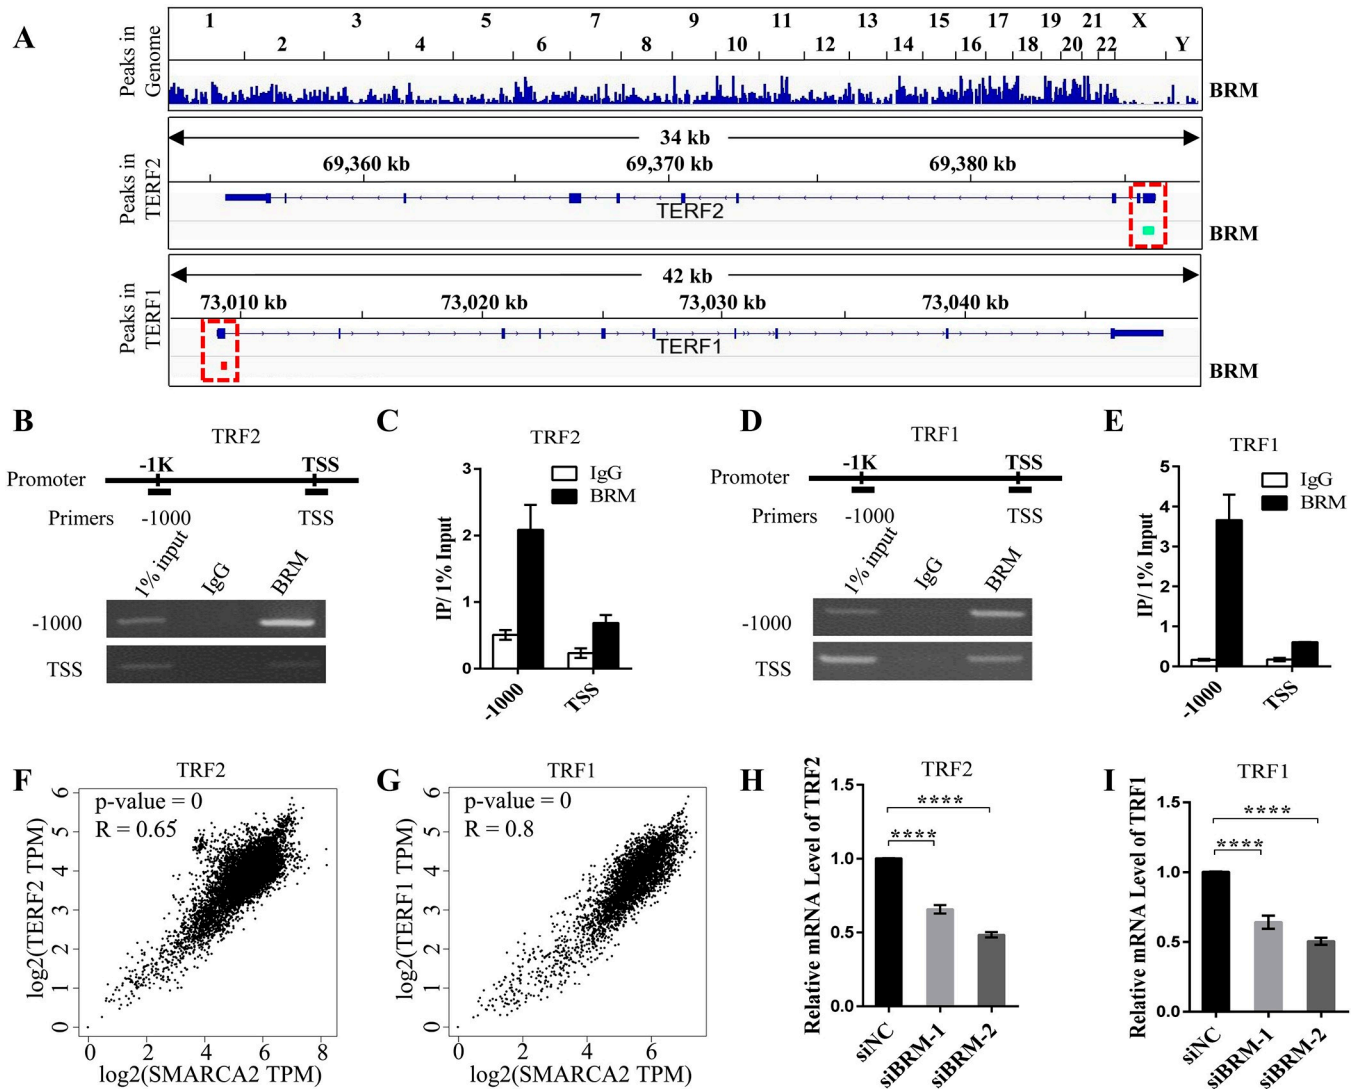 A
Peaks in
Genome
1 3 5 7 9 11 13 15 17 19 21 X
2 4 6 8 10 12 14 16 18 20 22 Y
BRM
Peaks in
TERF2
34 kb
69,360 kb 69,370 kb 69,380 kb
TERF2
BRM
Peaks in
TERF1
42 kb
73,010 kb 73,020 kb 73,030 kb 73,040 kb
TERF1
BRM
B
TRF2
-1K TSS
Promoter
Primers -1000 TSS
1% input IgG BRM
-1000
TSS
C
TRF2
IgG
BRM
IP/ 1% Input
3
2
1
0
-1000 TSS
D
TRF1
-1K TSS
Promoter
Primers -1000 TSS
1% input IgG BRM
-1000
TSS
E
TRF1
IgG
BRM
IP/ 1% Input
5
4
3
2
1
0
-1000 TSS
F
TRF2
p-value = 0
R = 0.65
log2(TERF2 TPM)
6
5
4
3
2
1
0
0 2 4 6 8
log2(SMARCA2 TPM)
G
TRF1
p-value = 0
R = 0.8
log2(TERF1 TPM)
6
5
4
3
2
1
0
0 2 4 6
log2(SMARCA2 TPM)
H
TRF2
Relative mRNA Level of TRF2
1.5
1.0
0.5
0.0
****
****
siNC siBRM-1 siBRM-2
I
TRF1
Relative mRNA Level of TRF1
1.5
1.0
0.5
0.0
****
****
siNC siBRM-1 siBRM-2